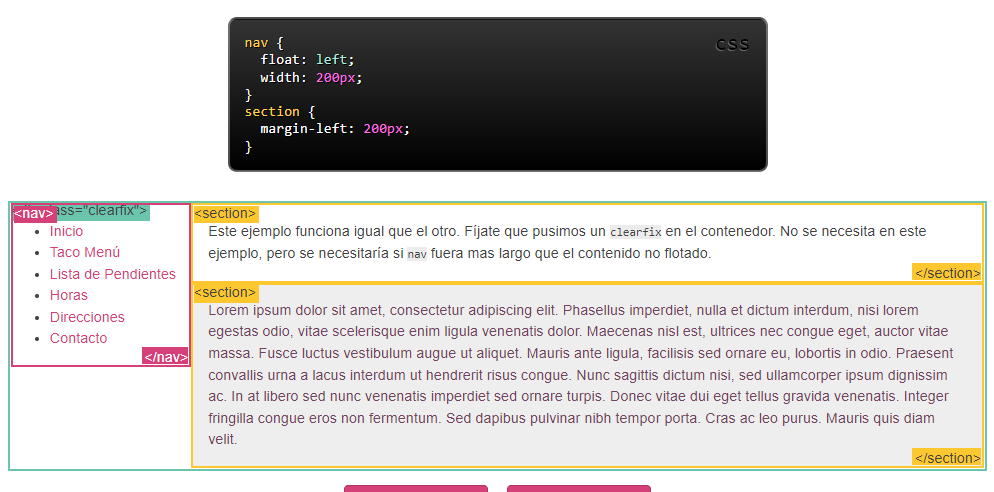 css
nav {
float: left;
width: 200px;
}
section {
margin-left: 200px;
}
<nav>
ass="clearfix">
Inicio
Taco Menú
Lista de Pendientes
Horas
Direcciones
Contacto
</nav>
<section>
Este ejemplo funciona igual que el otro. Fíjate que pusimos un clearfix en el contenedor. No se necesita en este
ejemplo, pero se necesitaría si nav fuera mas largo que el contenido no flotado.
</section>
<section>
Lorem ipsum dolor sit amet, consectetur adipiscing elit. Phasellus imperdiet, nulla et dictum interdum, nisi lorem
egestas odio, vitae scelerisque enim ligula venenatis dolor. Maecenas nisl est, ultrices nec congue eget, auctor vitae
massa. Fusce luctus vestibulum augue ut aliquet. Mauris ante ligula, facilisis sed ornare eu, lobortis in odio. Praesent
convallis urna a lacus interdum ut hendrerit risus congue. Nunc sagittis dictum nisi, sed ullamcorper ipsum dignissim
ac. In at libero sed nunc venenatis imperdiet sed ornare turpis. Donec vitae dui eget tellus gravida venenatis. Integer
fringilla congue eros non fermentum. Sed dapibus pulvinar nibh tempor porta. Cras ac leo purus. Mauris quis diam
velit.
</section>